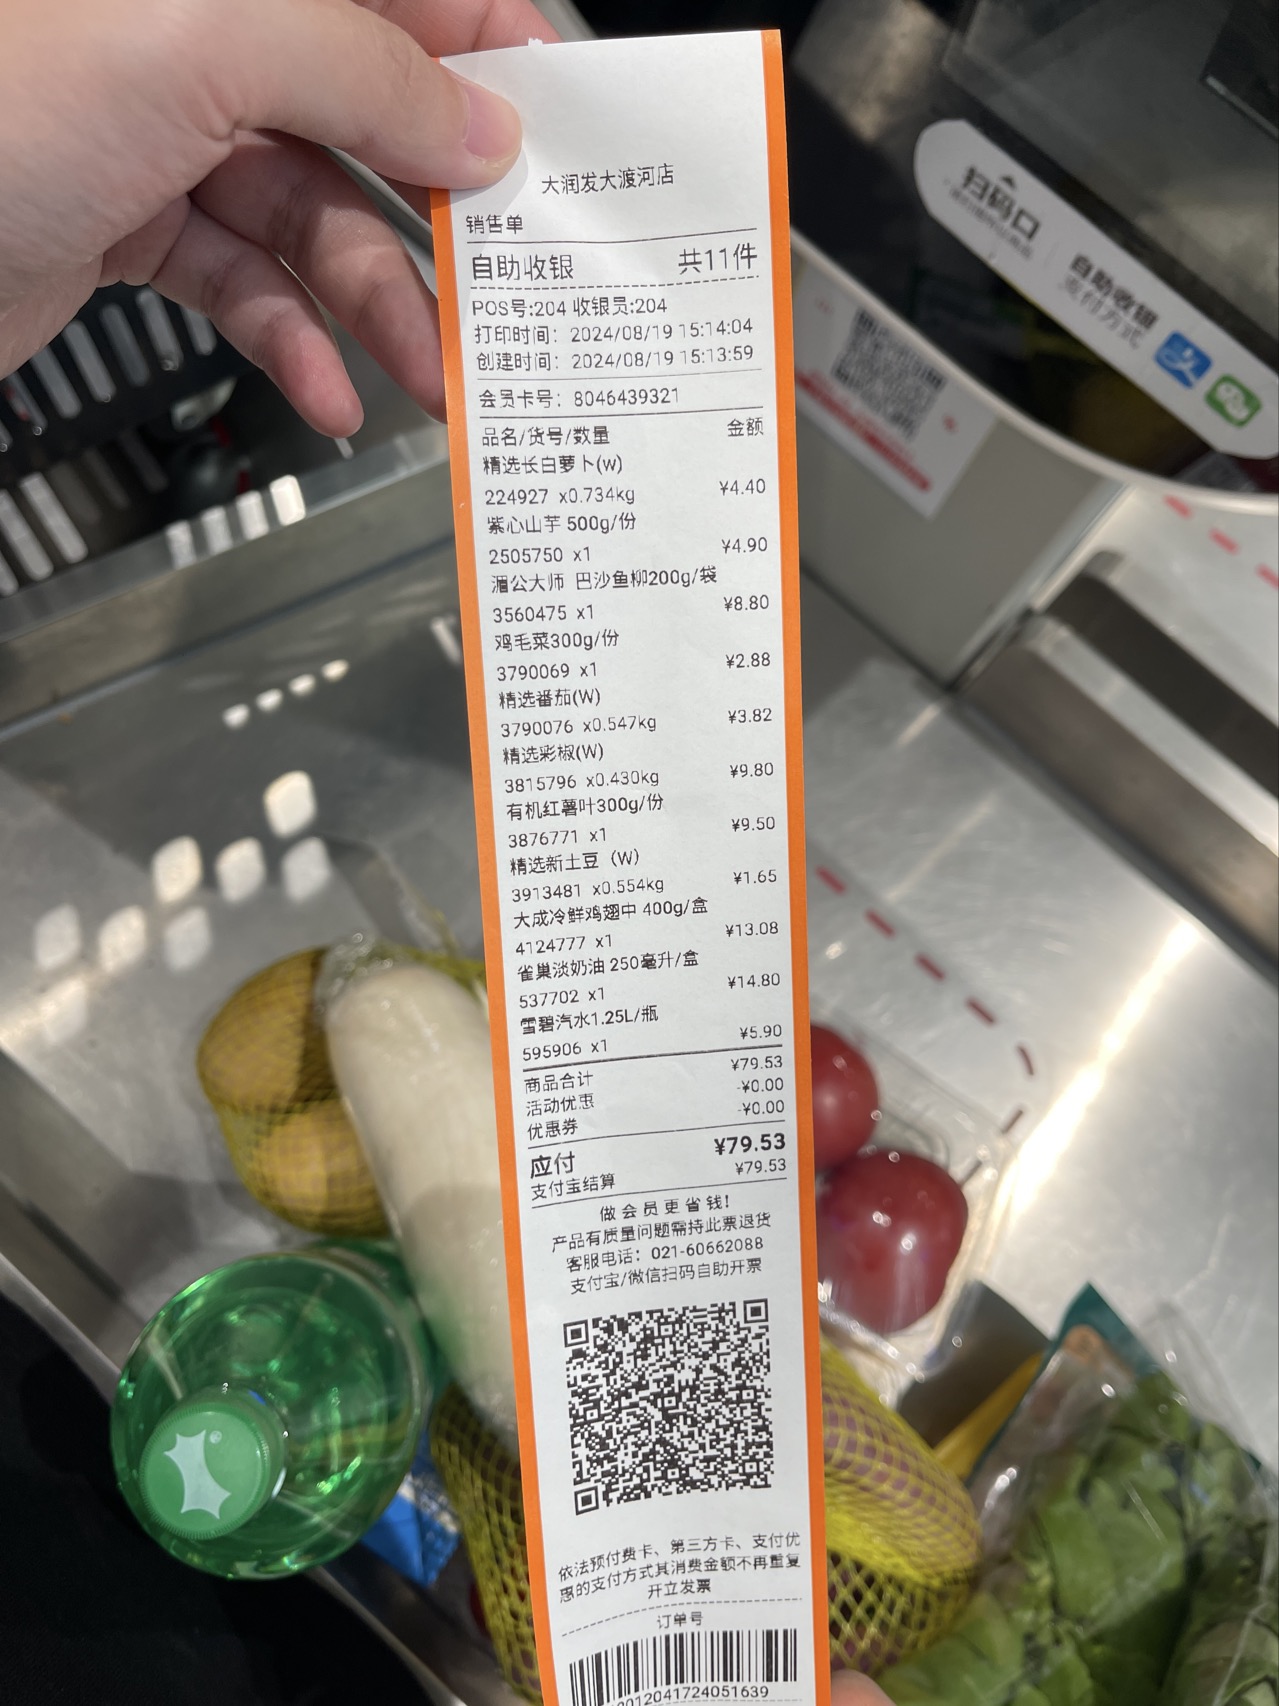 大润发大渡河店
销售单
自助收银 共11件
POS号:204 收银员:204
打印时间: 2024/08/19 15:14:04
创建时间: 2024/08/19 15:13:59
会员卡号: 8046439321
品名/货号/数量 金额
精选长白萝卜(w)
224927 x0.734kg ¥4.40
紫心山芋 500g/份
2505750 x1 ¥4.90
湄公大师 巴沙鱼柳200g/袋
3560475 x1 ¥8.80
鸡毛菜300g/份
3790069 x1 ¥2.88
精选番茄(W)
3790076 x0.547kg ¥3.82
精选彩椒(W)
3815796 x0.430kg ¥9.80
有机红薯叶300g/份
3876771 x1 ¥9.50
精选新土豆（W）
3913481 x0.554kg ¥1.65
大成冷鲜鸡翅中 400g/盒
4124777 x1 ¥13.08
雀巢淡奶油 250毫升/盒
537702 x1 ¥14.80
雪碧汽水1.25L/瓶
595906 x1 ¥5.90
商品合计 ¥79.53
活动优惠 -¥0.00
优惠券 -¥0.00
应付 ¥79.53
支付宝结算 ¥79.53
做会员更省钱!
产品有质量问题需持此票退货
客服电话: 021-60662088
支付宝/微信扫码自助开票
依法预付费卡、第三方卡、支付优
惠的支付方式其消费金额不再重复
开立发票
订单号
扫码口
自助收银
支付方式
支